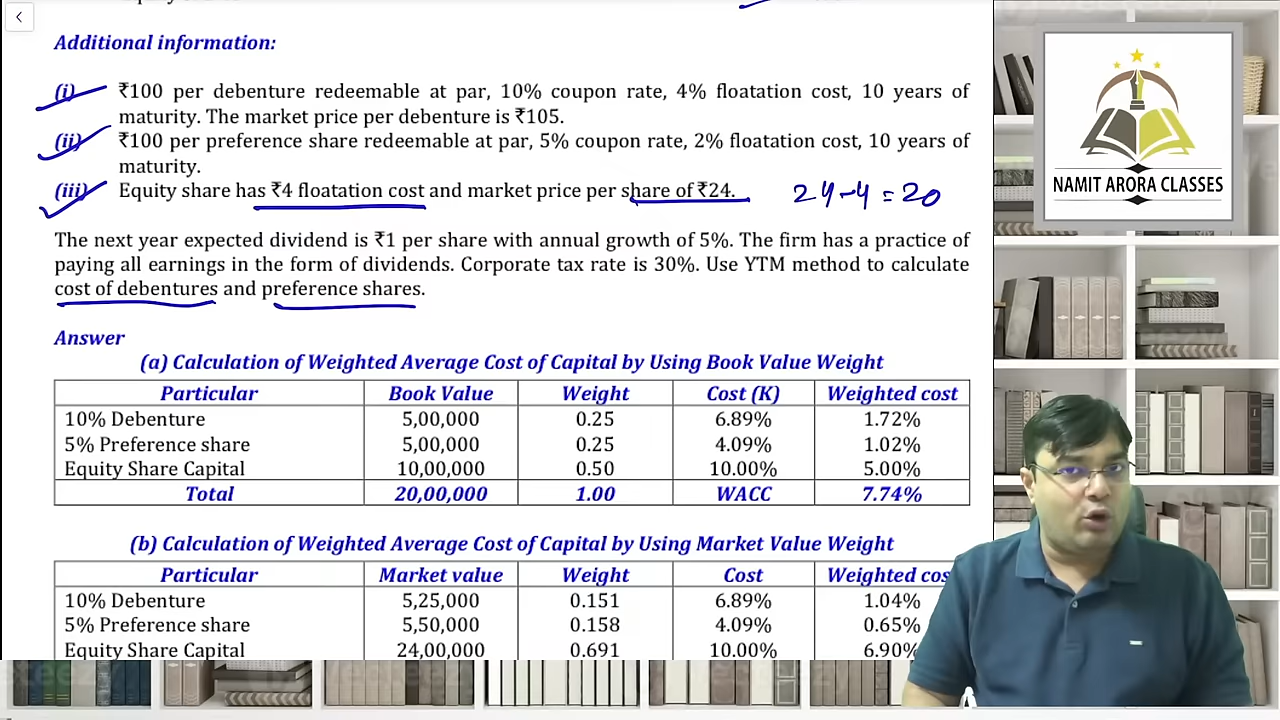 Additional information:
(i) ₹100 per debenture redeemable at par, 10% coupon rate, 4% floatation cost, 10 years of
maturity. The market price per debenture is ₹105.
(ii) ₹100 per preference share redeemable at par, 5% coupon rate, 2% floatation cost, 10 years of
maturity.
(iii) Equity share has ₹4 floatation cost and market price per share of ₹24. 24-4 = 20
The next year expected dividend is ₹1 per share with annual growth of 5%. The firm has a practice of
paying all earnings in the form of dividends. Corporate tax rate is 30%. Use YTM method to calculate
cost of debentures and preference shares.
Answer
(a) Calculation of Weighted Average Cost of Capital by Using Book Value Weight
Particular Book Value Weight Cost (K) Weighted cost
10% Debenture 5,00,000 0.25 6.89% 1.72%
5% Preference share 5,00,000 0.25 4.09% 1.02%
Equity Share Capital 10,00,000 0.50 10.00% 5.00%
Total 20,00,000 1.00 WACC 7.74%
(b) Calculation of Weighted Average Cost of Capital by Using Market Value Weight
Particular Market value Weight Cost Weighted cos
10% Debenture 5,25,000 0.151 6.89% 1.04%
5% Preference share 5,50,000 0.158 4.09% 0.65%
Equity Share Capital 24,00,000 0.691 10.00% 6.90%
NAMIT ARORA CLASSES